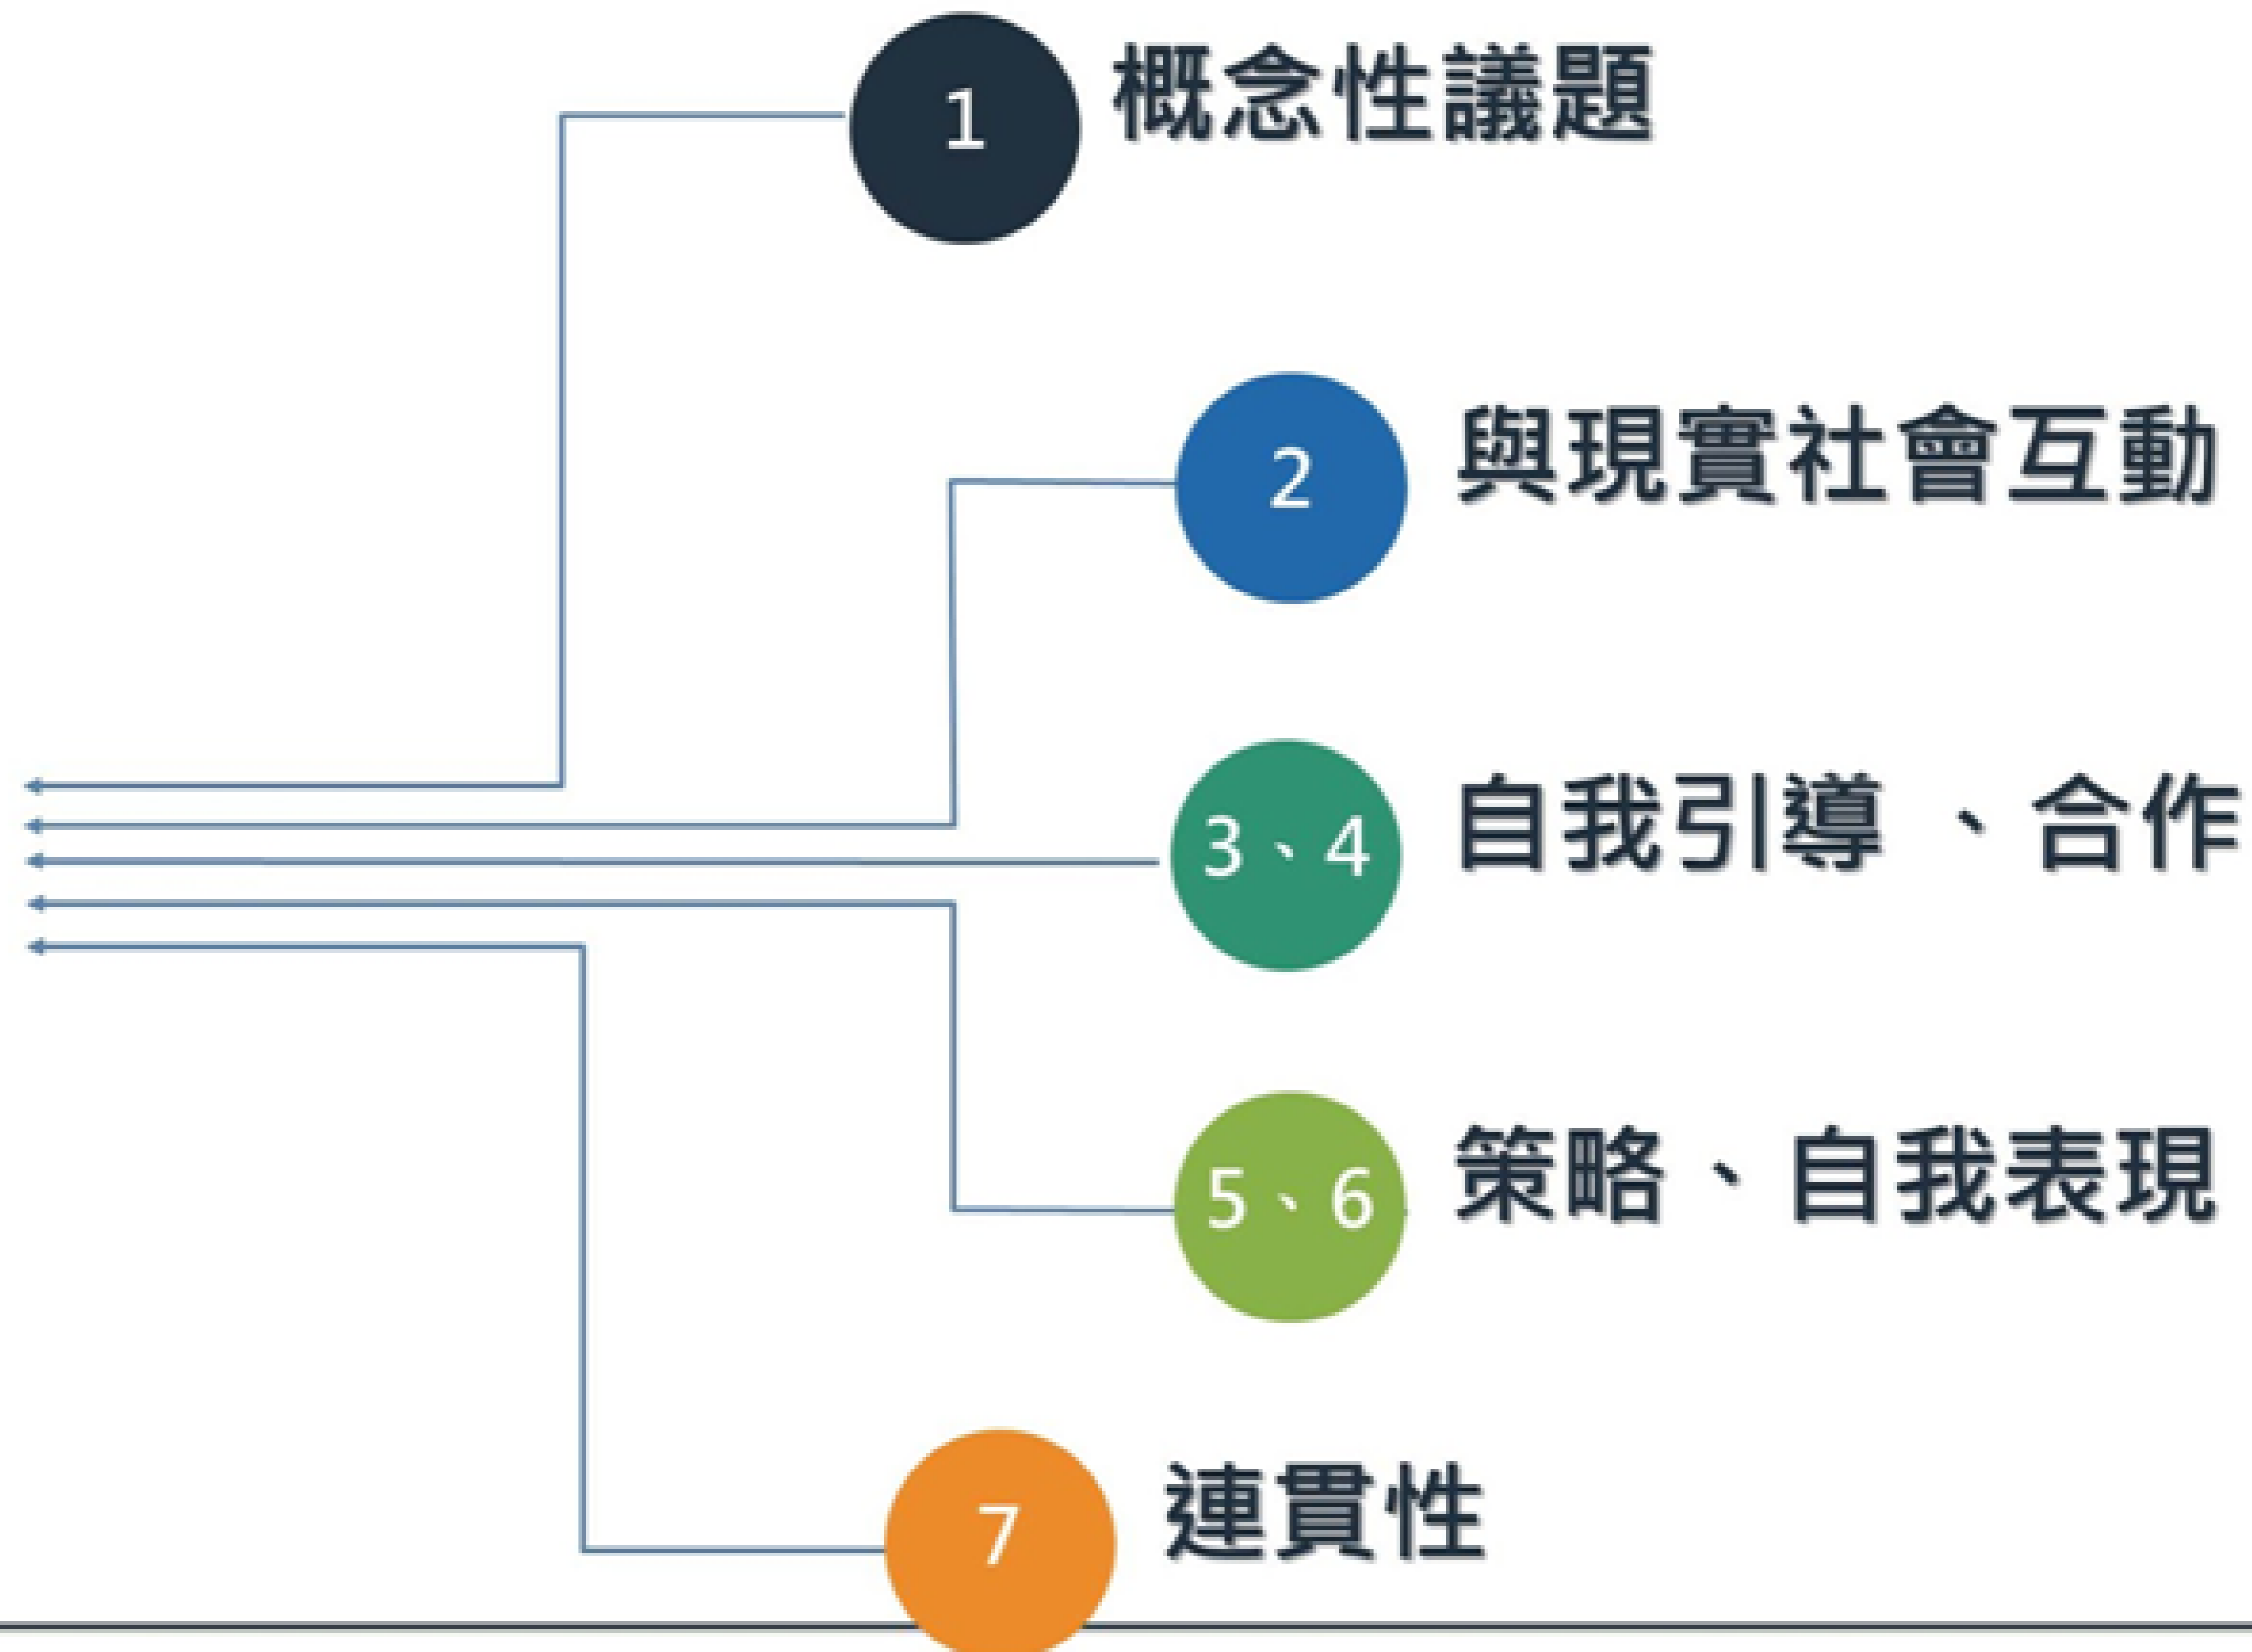 1 概念性議題
2 與現實社會互動
3、4 自我引導、合作
5、6 策略、自我表現
7 連貫性